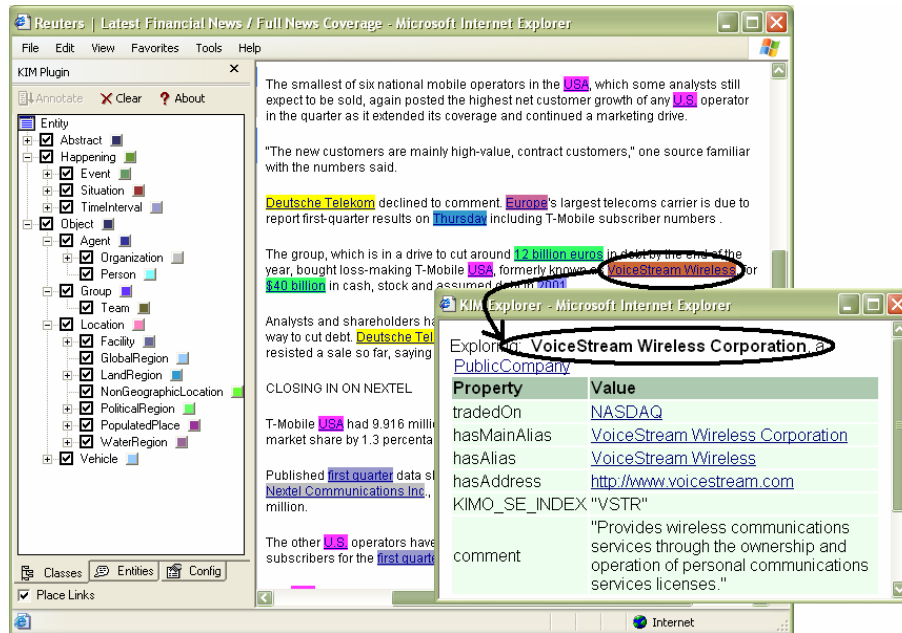 Reuters | Latest Financial News / Full News Coverage - Microsoft Internet Explorer
File Edit View Favorites Tools Help
KIM Plugin
Annotate Clear ? About
Entity
Abstract
Happening
Event
Situation
TimeInterval
Object
Agent
Organization
Person
Group
Team
Location
Facility
GlobalRegion
LandRegion
NonGeographicLocation
PoliticalRegion
PopulatedPlace
WaterRegion
Vehicle
Classes Entities Config
Place Links
The smallest of six national mobile operators in the USA, which some analysts still
expect to be sold, again posted the highest net customer growth of any U.S. operator
in the quarter as it extended its coverage and continued a marketing drive.
"The new customers are mainly high-value, contract customers," one source familiar
with the numbers said.
Deutsche Telekom declined to comment. Europe's largest telecoms carrier is due to
report first-quarter results on Thursday including T-Mobile subscriber numbers .
The group, which is in a drive to cut around 12 billion euros in debt by the end of the
year, bought loss-making T-Mobile USA, formerly known as VoiceStream Wireless, for
$40 billion in cash, stock and assumed debt in 2001
Analysts and shareholders ha
way to cut debt. Deutsche Tel
resisted a sale so far, saying
CLOSING IN ON NEXTEL
T-Mobile USA had 9.916 milli
market share by 1.3 percenta
Published first quarter data sl
Nextel Communications Inc.,
million.
The other U.S. operators have
subscribers for the first quarte
KIM Explorer - Microsoft Internet Explorer
Exploring: VoiceStream Wireless Corporation, a
PublicCompany
Property Value
tradedOn NASDAQ
hasMainAlias VoiceStream Wireless Corporation
hasAlias VoiceStream Wireless
hasAddress http://www.voicestream.com
KIMO_SE_INDEX "VSTR"
comment "Provides wireless communications
services through the ownership and
operation of personal communications
services licenses."
Internet